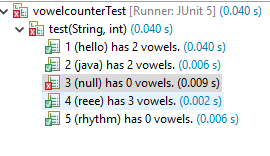 vowelcounterTest [Runner: JUnit 5] (0.040 s)
test(String, int) (0.040 s)
1 (hello) has 2 vowels. (0.040 s)
2 (java) has 2 vowels. (0.006 s)
3 (null) has 0 vowels. (0.009 s)
4 (reee) has 3 vowels. (0.002 s)
5 (rhythm) has 0 vowels. (0.006 s)